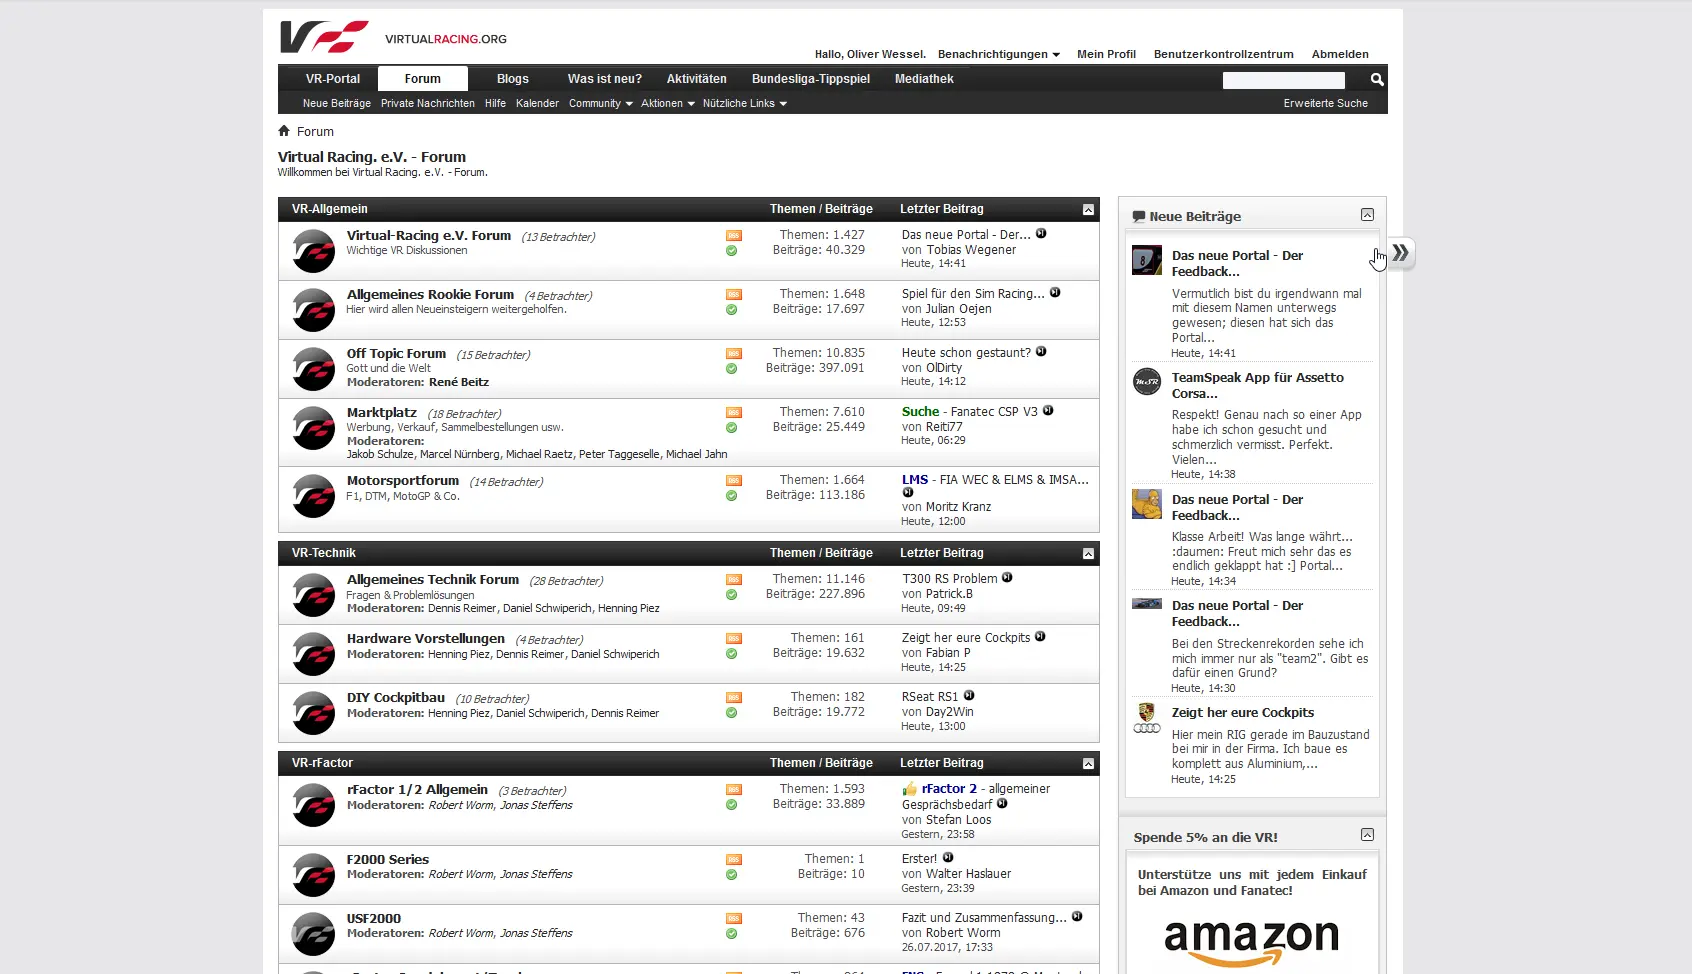 VIRTUALRACING.ORG
Hallo, Oliver Wessel. Benachrichtigungen Mein Profil Benutzerkontrollzentrum Abmelden
VR-Portal Forum Blogs Was ist neu? Aktivitäten Bundesliga-Tippspiel Mediathek
Neue Beiträge Private Nachrichten Hilfe Kalender Community Aktionen Nützliche Links Erweiterte Suche
Forum
Virtual Racing. e.V. - Forum
Willkommen bei Virtual Racing. e.V. - Forum.
VR-Allgemein Themen / Beiträge Letzter Beitrag
Virtual-Racing e.V. Forum (13 Betrachter)
Wichtige VR Diskussionen
Themen: 1.427
Beiträge: 40.329
Das neue Portal - Der...
von Tobias Wegener
Heute, 14:41
Allgemeines Rookie Forum (4 Betrachter)
Hier wird allen Neueinsteigern weitergeholfen.
Themen: 1.648
Beiträge: 17.697
Spiel für den Sim Racing...
von Julian Oejen
Heute, 12:53
Off Topic Forum (15 Betrachter)
Gott und die Welt
Moderatoren: René Beitz
Themen: 10.835
Beiträge: 397.091
Heute schon gestaunt?
von OlDirty
Heute, 14:12
Marktplatz (18 Betrachter)
Werbung, Verkauf, Sammelbestellungen usw.
Moderatoren:
Jakob Schulze, Marcel Nürnberg, Michael Raetz, Peter Taggeselle, Michael Jahn
Themen: 7.610
Beiträge: 25.449
Suche - Fanatec CSP V3
von Reiti77
Heute, 06:29
Motorsportforum (14 Betrachter)
F1, DTM, MotoGP & Co.
Themen: 1.664
Beiträge: 113.186
LMS - FIA WEC & ELMS & IMSA...
von Moritz Kranz
Heute, 12:00
VR-Technik Themen / Beiträge Letzter Beitrag
Allgemeines Technik Forum (28 Betrachter)
Fragen & Problemlösungen
Moderatoren: Dennis Reimer, Daniel Schwiperich, Henning Piez
Themen: 11.146
Beiträge: 227.896
T300 RS Problem
von Patrick.B
Heute, 09:49
Hardware Vorstellungen (4 Betrachter)
Moderatoren: Henning Piez, Dennis Reimer, Daniel Schwiperich
Themen: 161
Beiträge: 19.632
Zeigt her eure Cockpits
von Fabian P
Heute, 14:25
DIY Cockpitbau (10 Betrachter)
Moderatoren: Henning Piez, Daniel Schwiperich, Dennis Reimer
Themen: 182
Beiträge: 19.772
RSeat RS1
von Day2Win
Heute, 13:00
VR-rFactor Themen / Beiträge Letzter Beitrag
rFactor 1/2 Allgemein (3 Betrachter)
Moderatoren: Robert Worm, Jonas Steffens
Themen: 1.593
Beiträge: 33.889
rFactor 2 - allgemeiner
Gesprächsbedarf
von Stefan Loos
Gestern, 23:58
F2000 Series
Moderatoren: Robert Worm, Jonas Steffens
Themen: 1
Beiträge: 10
Erster!
von Walter Haslauer
Gestern, 23:39
USF2000
Moderatoren: Robert Worm, Jonas Steffens
Themen: 43
Beiträge: 676
Fazit und Zusammenfassung...
von Robert Worm
26.07.2017, 17:33
Neue Beiträge
Das neue Portal - Der
Feedback...
Vermutlich bist du irgendwann mal
mit diesem Namen unterwegs
gewesen; diesen hat sich das
Portal...
Heute, 14:41
TeamSpeak App für Assetto
Corsa...
Respekt! Genau nach so einer App
habe ich schon gesucht und
schmerzlich vermisst. Perfekt.
Vielen...
Heute, 14:38
Das neue Portal - Der
Feedback...
Klasse Arbeit! Was lange währt...
:daumen: Freut mich sehr das es
endlich geklappt hat :] Portal...
Heute, 14:34
Das neue Portal - Der
Feedback...
Bei den Streckenrekorden sehe ich
mich immer nur als "team2". Gibt es
dafür einen Grund?
Heute, 14:30
Zeigt her eure Cockpits
Hier mein RIG gerade im Bauzustand
bei mir in der Firma. Ich baue es
komplett aus Aluminium,...
Heute, 14:25
Spende 5% an die VR!
Unterstütze uns mit jedem Einkauf
bei Amazon und Fanatec!
amazon